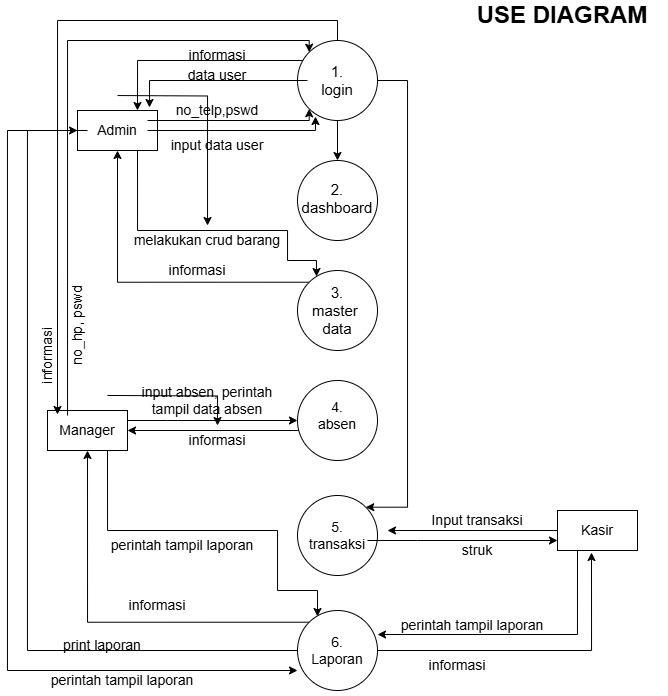 USE DIAGRAM
informasi
data user
1.
login
no_telp,pswd
Admin
input data user
2.
dashboard
melakukan crud barang
informasi
3.
master
data
informasi
no_hp, pswd
input absen, perintah
tampil data absen
4.
absen
Manager
informasi
Input transaksi
Kasir
5.
transaksi
struk
perintah tampil laporan
informasi
perintah tampil laporan
6.
Laporan
print laporan
informasi
perintah tampil laporan